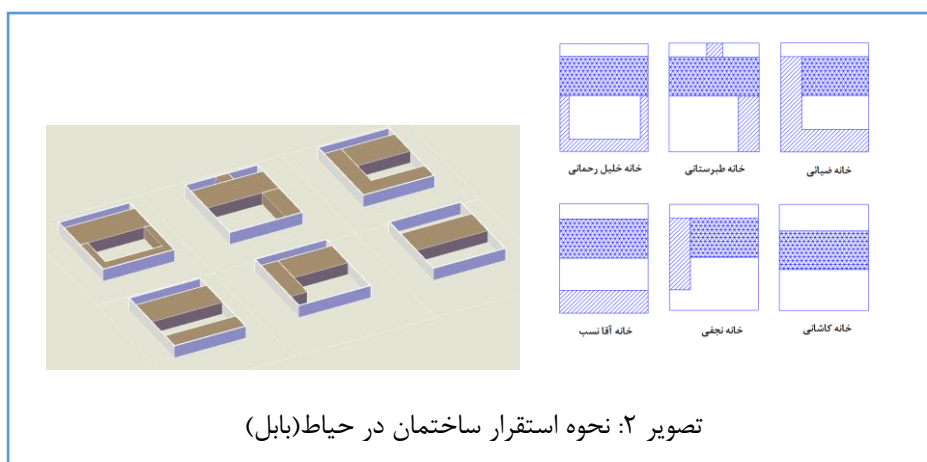 خانه ضیائی
خانه طبرستانی
خانه خلیل رحمانی
خانه کاشانی
خانه نجفی
خانه آقا نسب
تصویر ۲: نحوه استقرار ساختمان در حیاط(بابل)